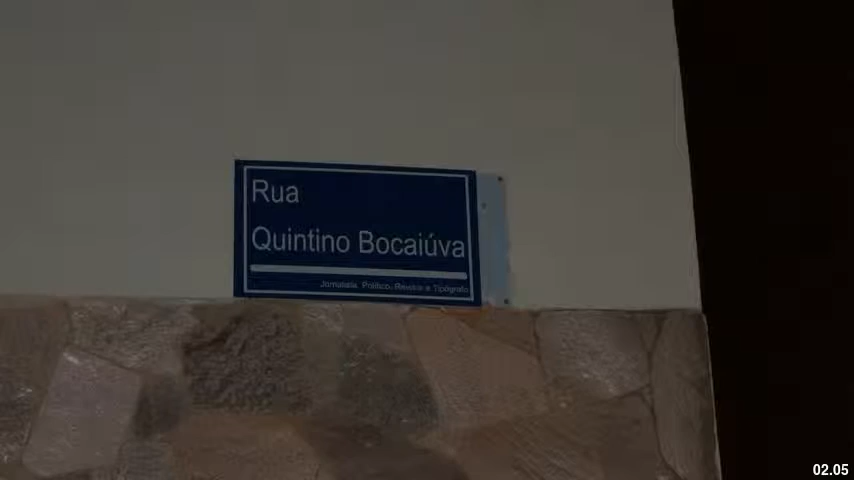 Rua
Quintino Bocaiúva
Jornalista, Político, Revisor e Tipógrafo
02.05